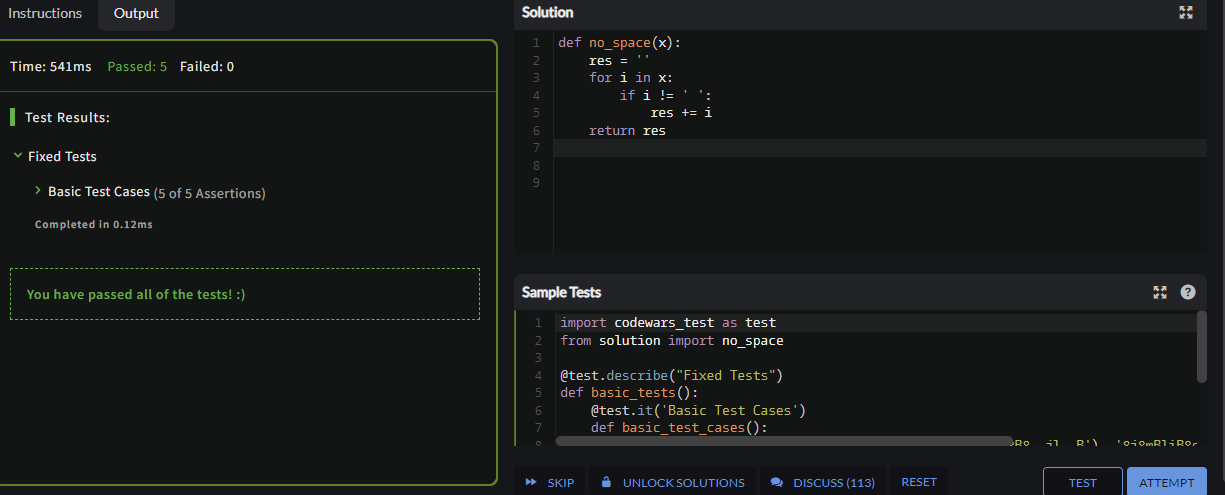 Instructions
Output
Time: 541ms Passed: 5 Failed: 0
Test Results:
Fixed Tests
Basic Test Cases (5 of 5 Assertions)
Completed in 0.12ms
You have passed all of the tests! :)
Solution
1 def no_space(x):
2     res = ''
3     for i in x:
4         if i != ' ':
5             res += i
6     return res
7
8
9
Sample Tests
1 import codewars_test as test
2 from solution import no_space
3
4 @test.describe("Fixed Tests")
5 def basic_tests():
6     @test.it('Basic Test Cases')
7     def basic_test_cases():
8
SKIP
UNLOCK SOLUTIONS
DISCUSS (113)
RESET
TEST
ATTEMPT